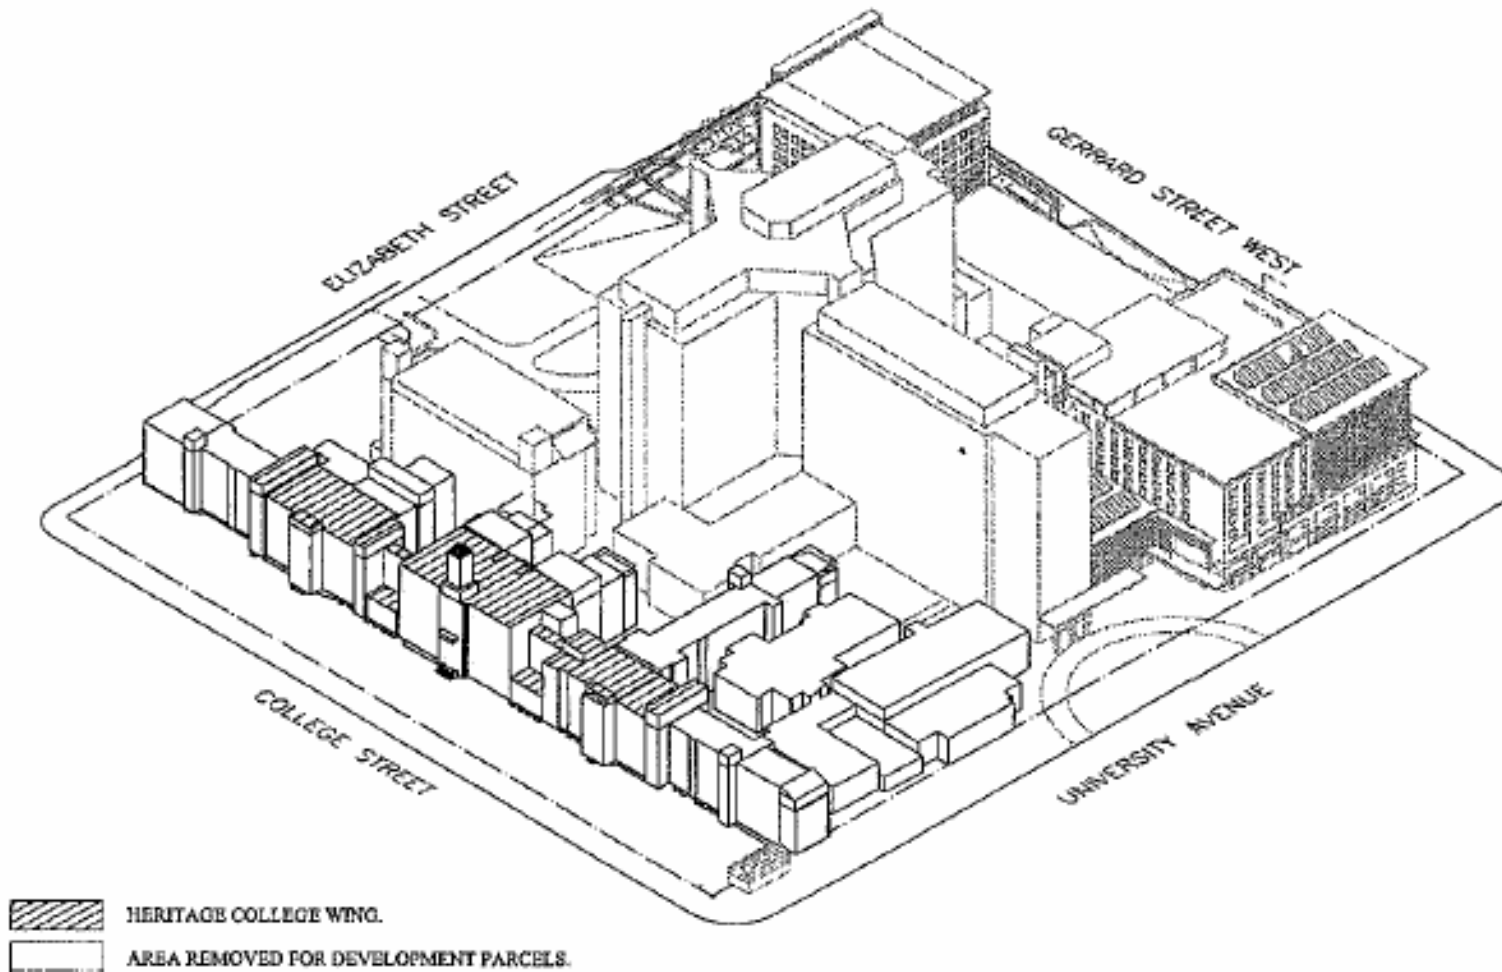 ELIZABETH STREET
GERRARD STREET WEST
COLLEGE STREET
UNIVERSITY AVENUE
HERITAGE COLLEGE WING.
AREA REMOVED FOR DEVELOPMENT PARCELS.